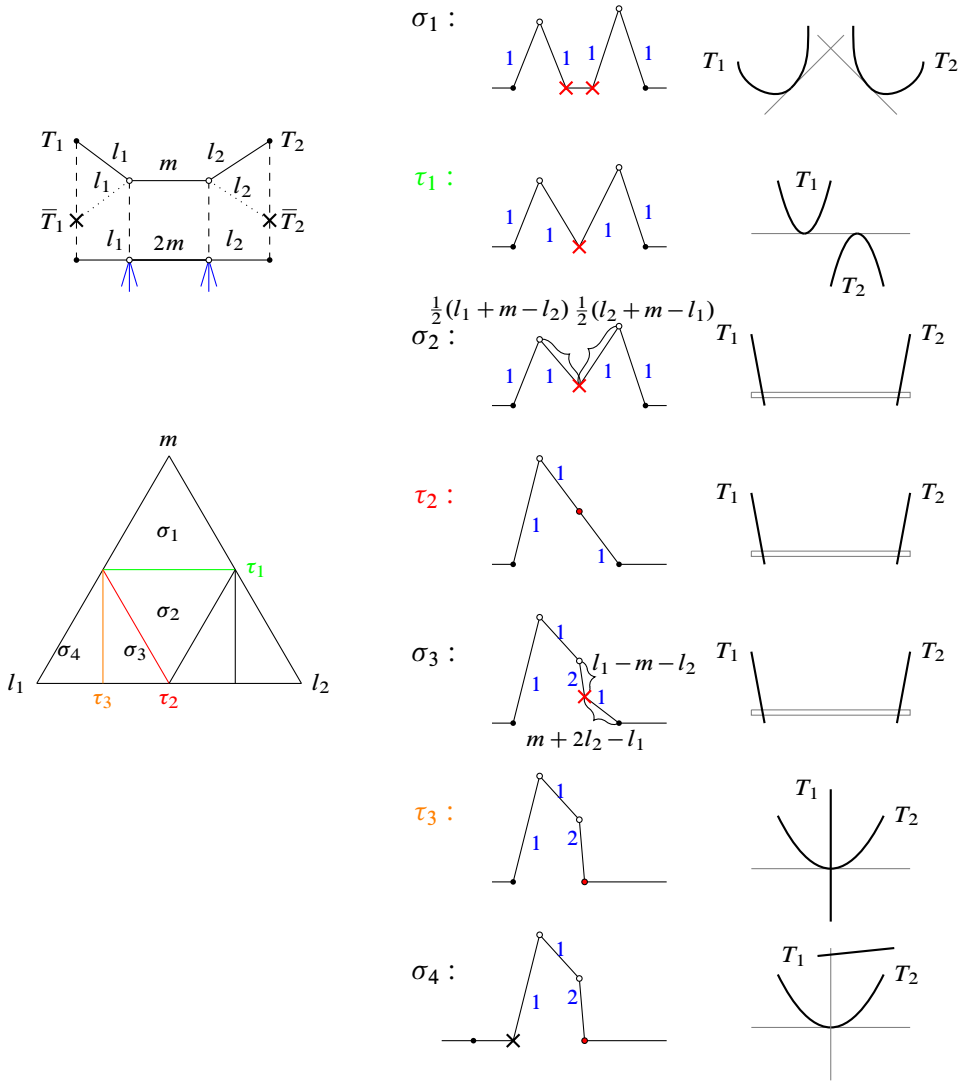 σ₁ :
1 1 1 1
T₁ T₂
T₁ l₁ m l₂ T₂
l₁ l₂
T̅₁ T̅₂
l₁ 2m l₂
τ₁ :
1 1 1 1
T₁
T₂
½(l₁ + m − l₂) ½(l₂ + m − l₁)
σ₂ :
1 1 1 1
T₁ T₂
m
σ₁
τ₁
σ₂
σ₄ σ₃
l₁ τ₃ τ₂ l₂
τ₂ :
1 1 1
T₁ T₂
σ₃ :
1 1 2 1
l₁ − m − l₂
m + 2l₂ − l₁
T₁ T₂
τ₃ :
1 1 2
T₁ T₂
σ₄ :
1 1 2
T₁ T₂